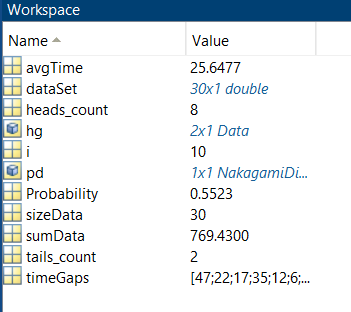 Workspace
Name Value
avgTime 25.6477
dataSet 30x1 double
heads_count 8
hg 2x1 Data
i 10
pd 1x1 NakagamiDi...
Probability 0.5523
sizeData 30
sumData 769.4300
tails_count 2
timeGaps [47;22;17;35;12;6;...